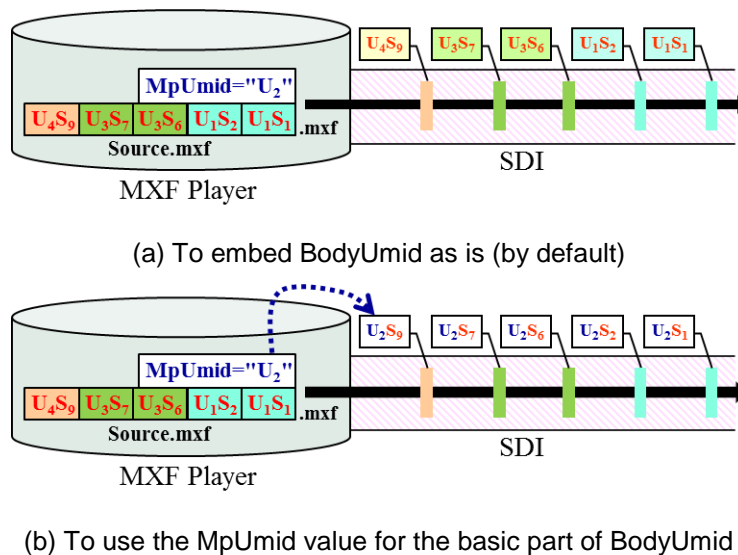 U₄S₉ U₃S₇ U₃S₆ U₁S₂ U₁S₁
MpUmid="U₂"
U₄S₉ U₃S₇ U₃S₆ U₁S₂ U₁S₁ .mxf
Source.mxf
SDI
MXF Player
(a) To embed BodyUmid as is (by default)
U₂S₉ U₂S₇ U₂S₆ U₂S₂ U₂S₁
MpUmid="U₂"
U₄S₉ U₃S₇ U₃S₆ U₁S₂ U₁S₁ .mxf
Source.mxf
SDI
MXF Player
(b) To use the MpUmid value for the basic part of BodyUmid